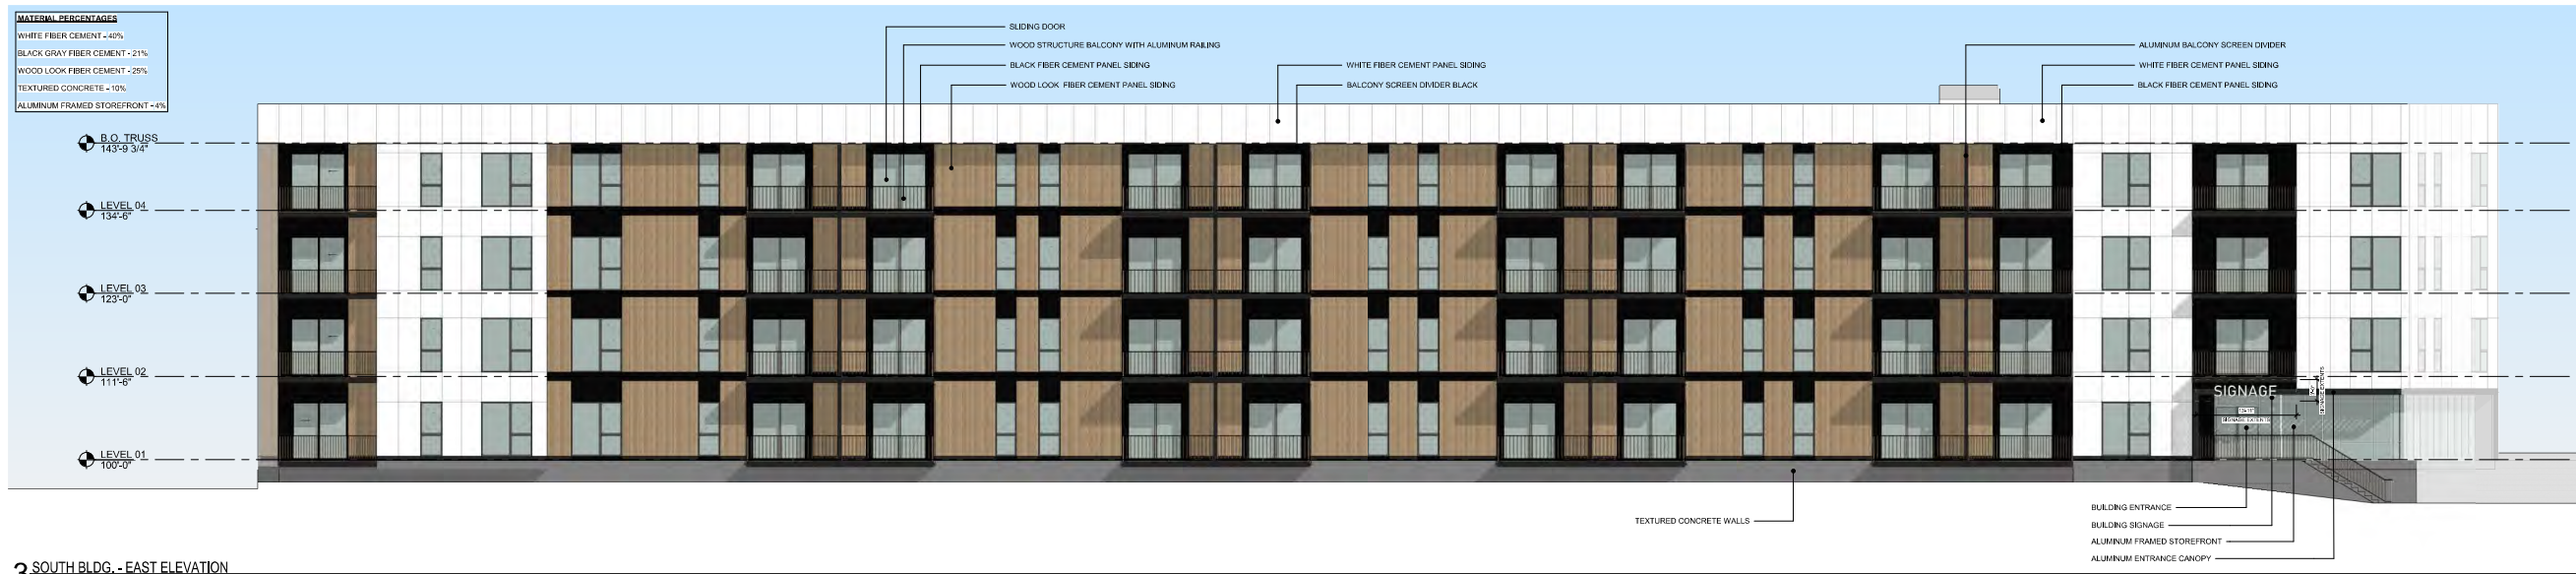 MATERIAL PERCENTAGES
WHITE FIBER CEMENT - 40%
BLACK GRAY FIBER CEMENT - 21%
WOOD LOOK FIBER CEMENT - 25%
TEXTURED CONCRETE - 10%
ALUMINUM FRAMED STOREFRONT - 4%
SLIDING DOOR
WOOD STRUCTURE BALCONY WITH ALUMINUM RAILING
BLACK FIBER CEMENT PANEL SIDING
WOOD LOOK FIBER CEMENT PANEL SIDING
WHITE FIBER CEMENT PANEL SIDING
BALCONY SCREEN DIVIDER BLACK
ALUMINUM BALCONY SCREEN DIVIDER
WHITE FIBER CEMENT PANEL SIDING
BLACK FIBER CEMENT PANEL SIDING
B.O. TRUSS
143'-9 3/4"
LEVEL 04
134'-6"
LEVEL 03
123'-0"
LEVEL 02
111'-6"
LEVEL 01
100'-0"
SIGNAGE
SIGNAGE EXTENTS
SIGNAGE EXTENTS
TEXTURED CONCRETE WALLS
BUILDING ENTRANCE
BUILDING SIGNAGE
ALUMINUM FRAMED STOREFRONT
ALUMINUM ENTRANCE CANOPY
SOUTH BLDG. - EAST ELEVATION